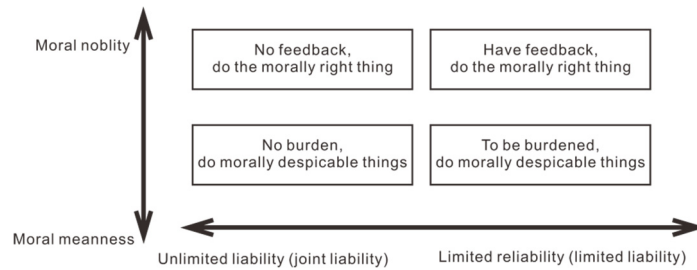 Moral noblity
No feedback,
do the morally right thing
Have feedback,
do the morally right thing
No burden,
do morally despicable things
To be burdened,
do morally despicable things
Moral meanness
Unlimited liability (joint liability)
Limited reliability (limited liability)